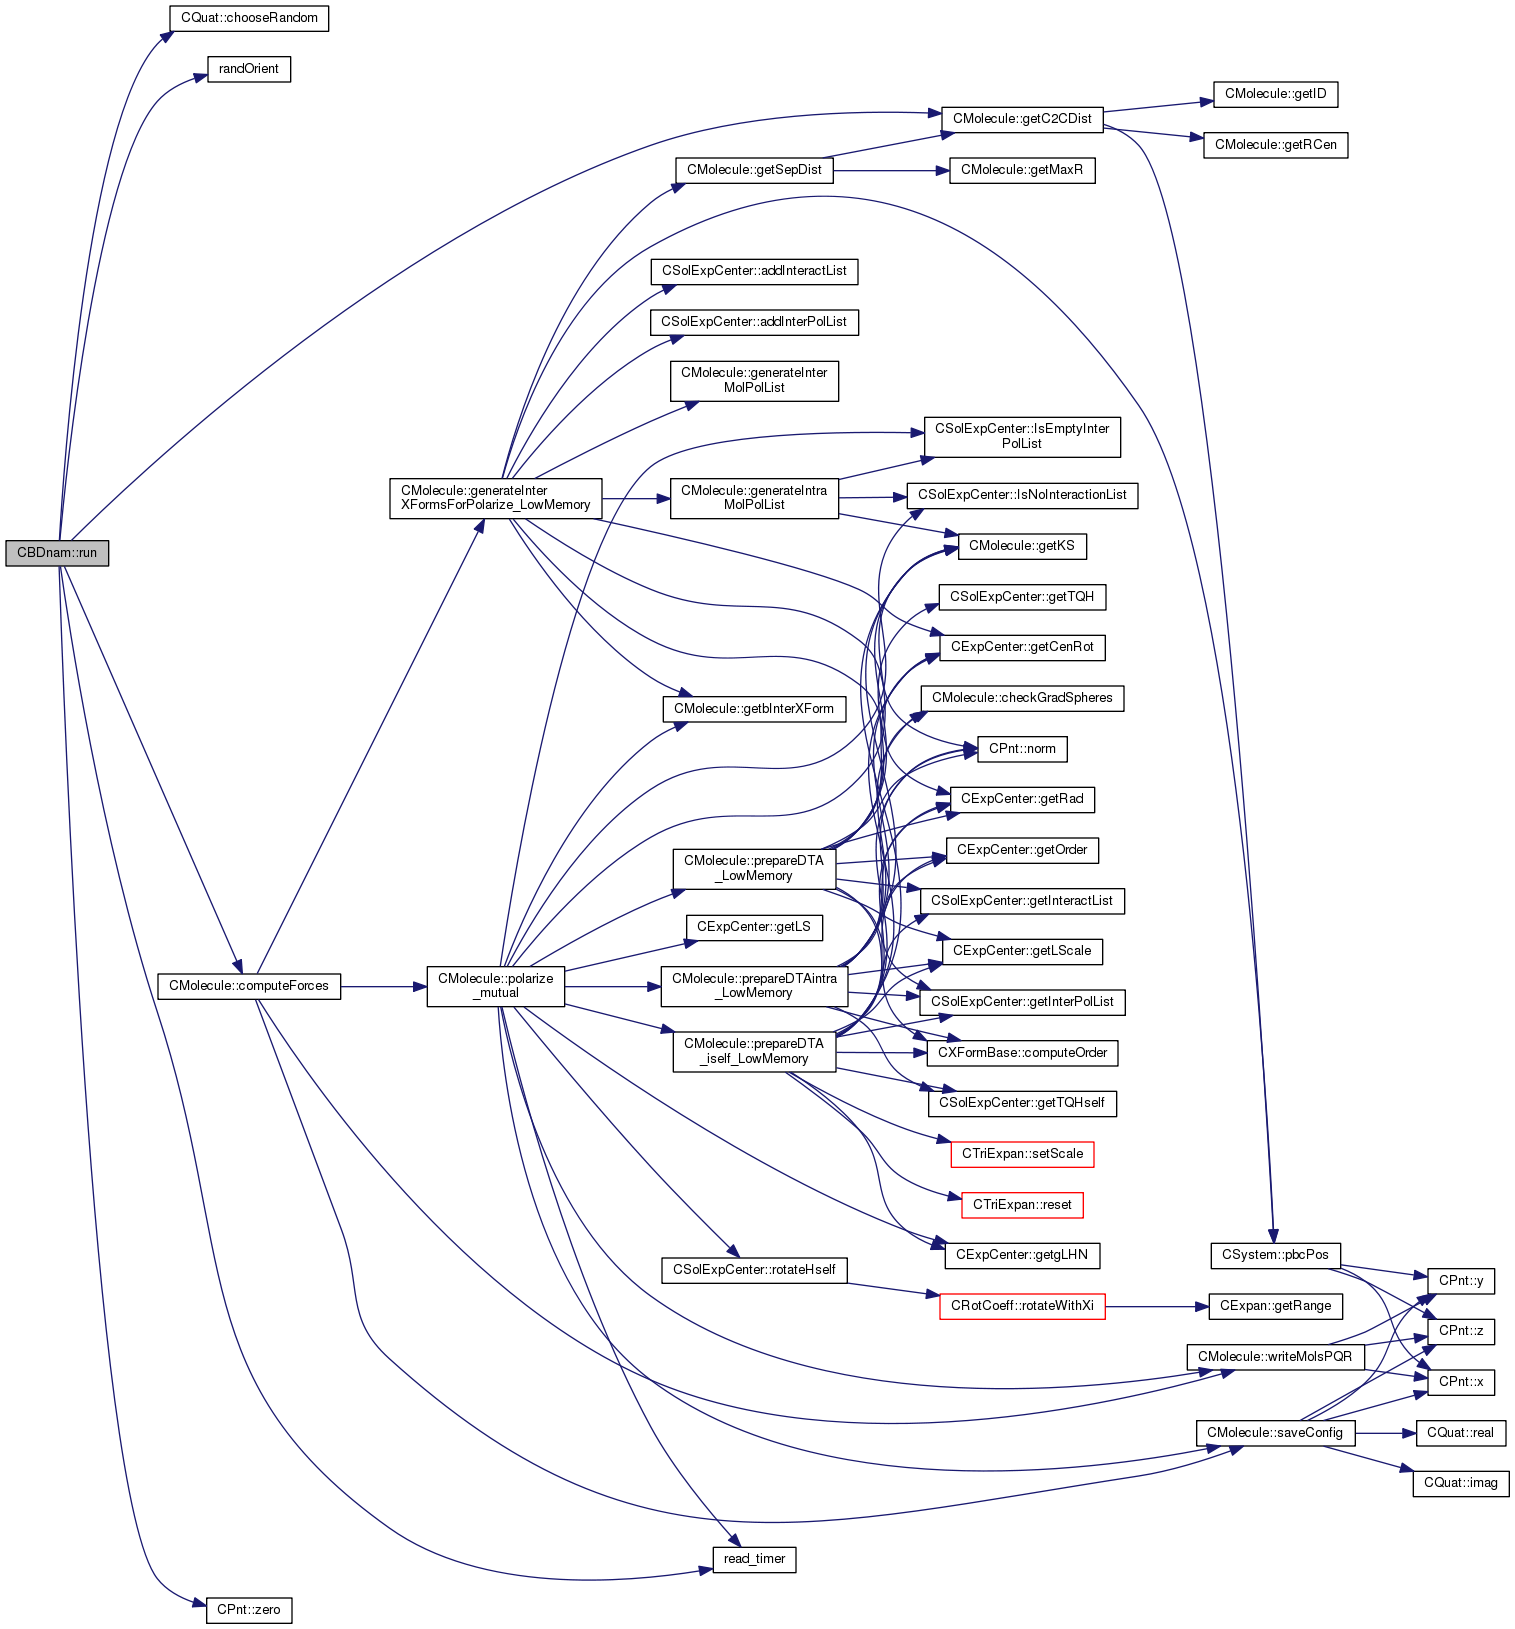 CQuat::chooseRandom
randOrient
CMolecule::getID
CMolecule::getC2CDist
CMolecule::getRCen
CMolecule::getSepDist
CMolecule::getMaxR
CSolExpCenter::addInteractList
CSolExpCenter::addInterPolList
CMolecule::generateInter
MolPolList
CSolExpCenter::IsEmptyInter
PolList
CMolecule::generateInter
XFormsForPolarize_LowMemory
CMolecule::generateIntra
MolPolList
CSolExpCenter::IsNoInteractionList
CBDnam::run
CMolecule::getKS
CSolExpCenter::getTQH
CExpCenter::getCenRot
CMolecule::getbInterXForm
CMolecule::checkGradSpheres
CPnt::norm
CExpCenter::getRad
CMolecule::prepareDTA
_LowMemory
CExpCenter::getOrder
CSolExpCenter::getInteractList
CExpCenter::getLS
CExpCenter::getLScale
CMolecule::computeForces
CMolecule::polarize
_mutual
CMolecule::prepareDTAintra
_LowMemory
CSolExpCenter::getInterPolList
CMolecule::prepareDTA
_iself_LowMemory
CXFormBase::computeOrder
CSolExpCenter::getTQHself
CTriExpan::setScale
CTriExpan::reset
CExpCenter::getgLHN
CSystem::pbcPos
CSolExpCenter::rotateHself
CPnt::y
CRotCoeff::rotateWithXi
CExpan::getRange
CPnt::z
CMolecule::writeMolsPQR
CPnt::x
CMolecule::saveConfig
CQuat::real
CQuat::imag
read_timer
CPnt::zero